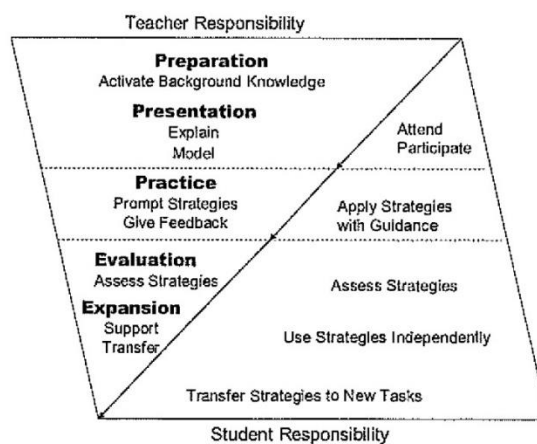 Teacher Responsibility
Preparation
Activate Background Knowledge
Presentation
Explain
Model
Attend
Participate
Practice
Prompt Strategies
Give Feedback
Apply Strategies
with Guidance
Evaluation
Assess Strategies
Expansion
Support
Transfer
Assess Strategies
Use Strategies Independently
Transfer Strategies to New Tasks
Student Responsibility